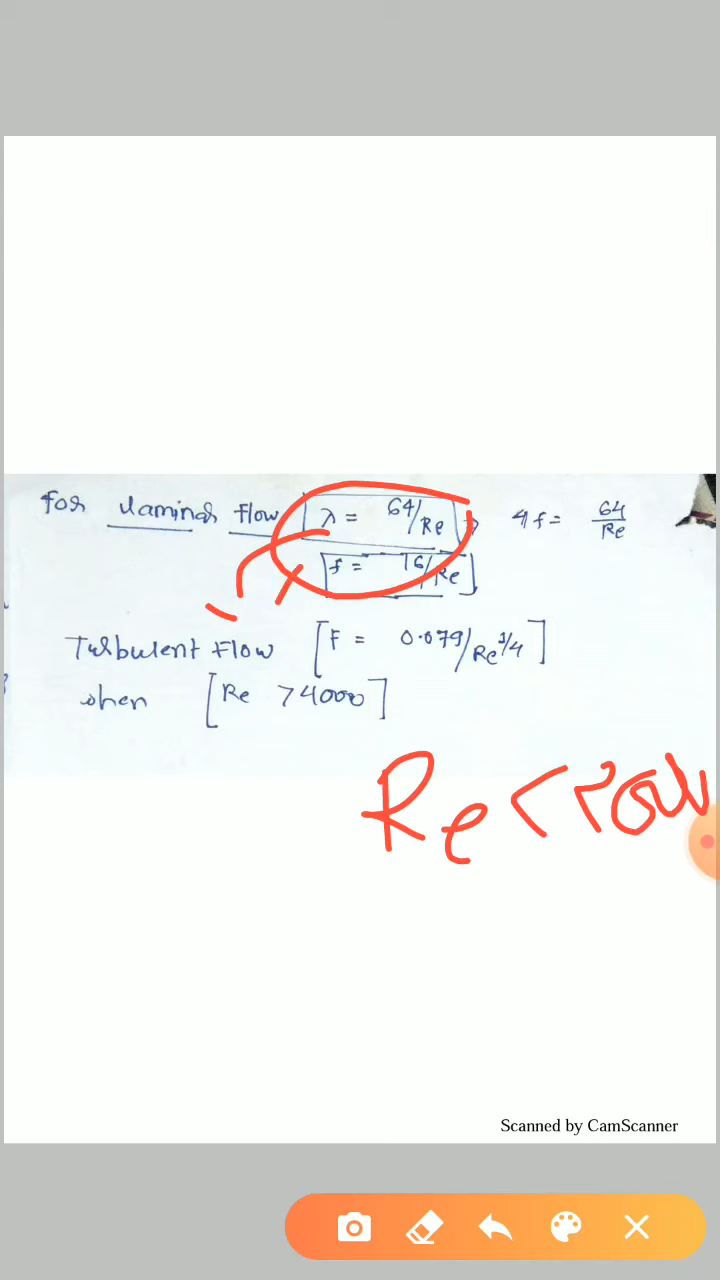 For Laminar Flow λ = 64/Re ⇒ 4f = 64/Re
f = 16/Re
Turbulent Flow [F = 0.079/Re^1/4]
when [Re > 4000]
Re <
Scanned by CamScanner